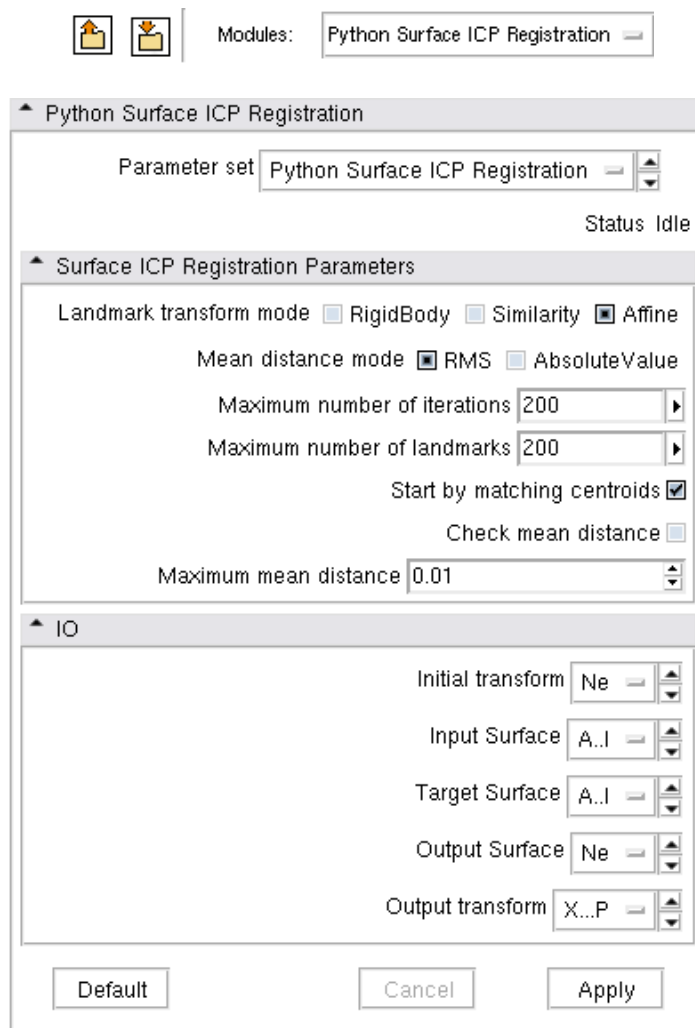 Modules: Python Surface ICP Registration
Python Surface ICP Registration
Parameter set Python Surface ICP Registration
Status Idle
Surface ICP Registration Parameters
Landmark transform mode RigidBody Similarity Affine
Mean distance mode RMS AbsoluteValue
Maximum number of iterations 200
Maximum number of landmarks 200
Start by matching centroids
Check mean distance
Maximum mean distance 0.01
IO
Initial transform Ne
Input Surface A..l
Target Surface A..l
Output Surface Ne
Output transform X...P
Default Cancel Apply